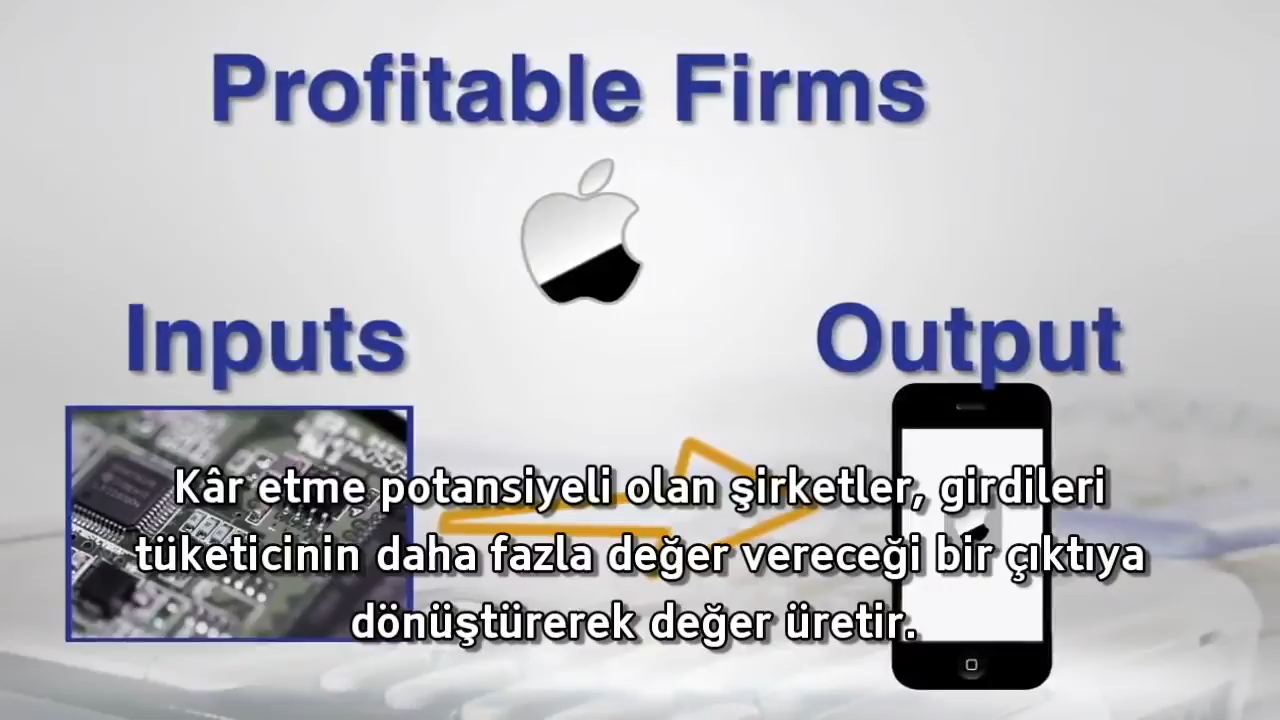 Profitable Firms
Inputs
Output
Kâr etme potansiyeli olan şirketler, girdileri
tüketicinin daha fazla değer vereceği bir çıktıya
dönüştürerek değer üretir.